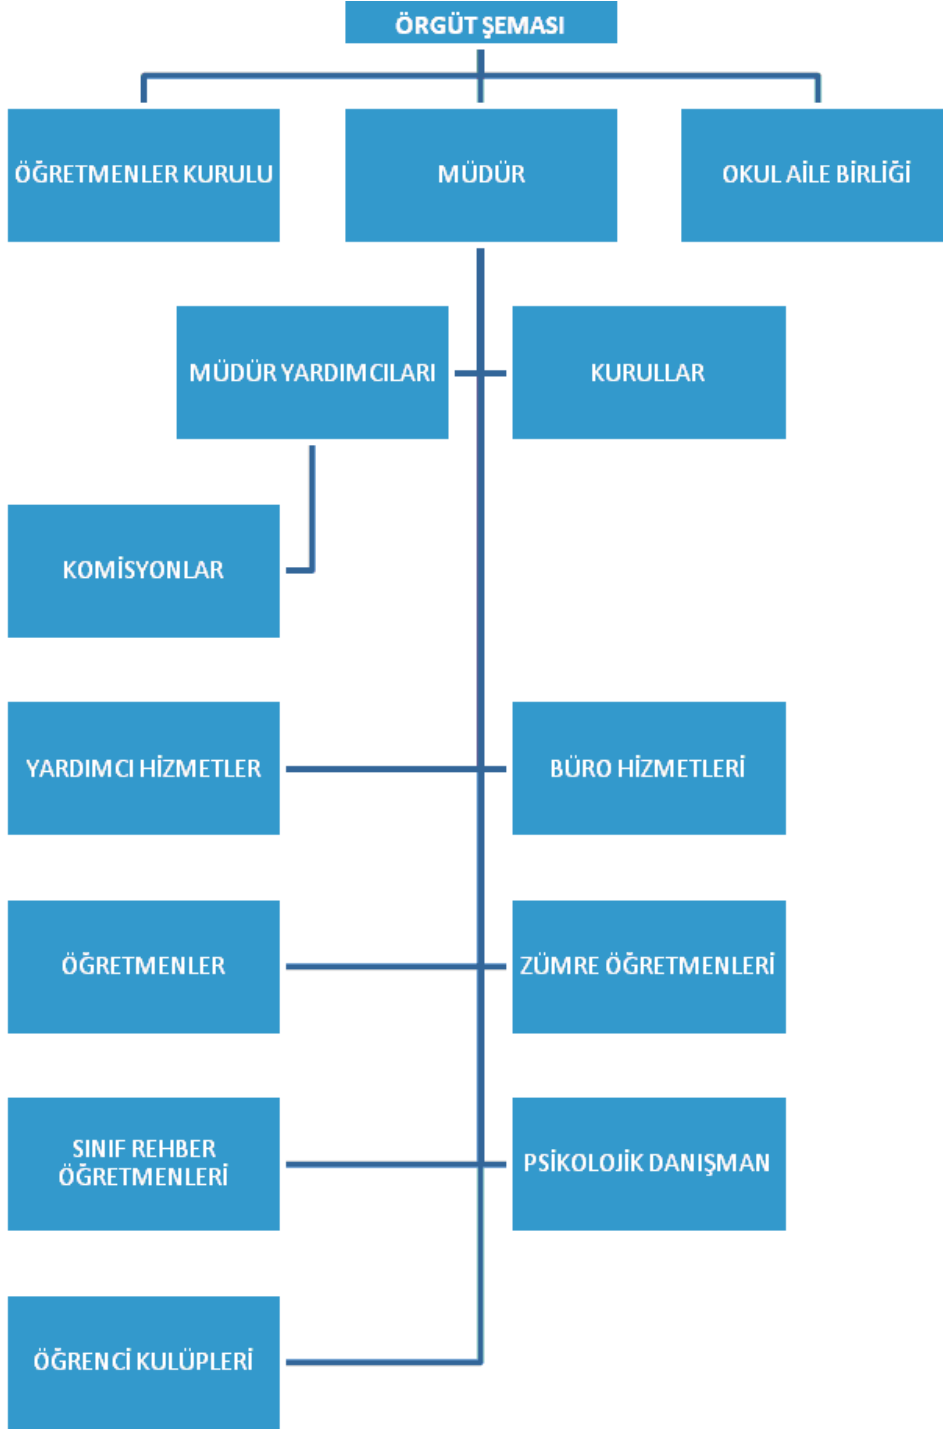 ÖRGÜT ŞEMASI
ÖĞRETMENLER KURULU
MÜDÜR
OKUL AİLE BİRLİĞİ
MÜDÜR YARDIMCILARI
KURULLAR
KOMİSYONLAR
YARDIMCI HİZMETLER
BÜRO HİZMETLERİ
ÖĞRETMENLER
ZÜMRE ÖĞRETMENLERİ
SINIF REHBER
ÖĞRETMENLERİ
PSİKOLOJİK DANIŞMAN
ÖĞRENCİ KULÜPLERİ